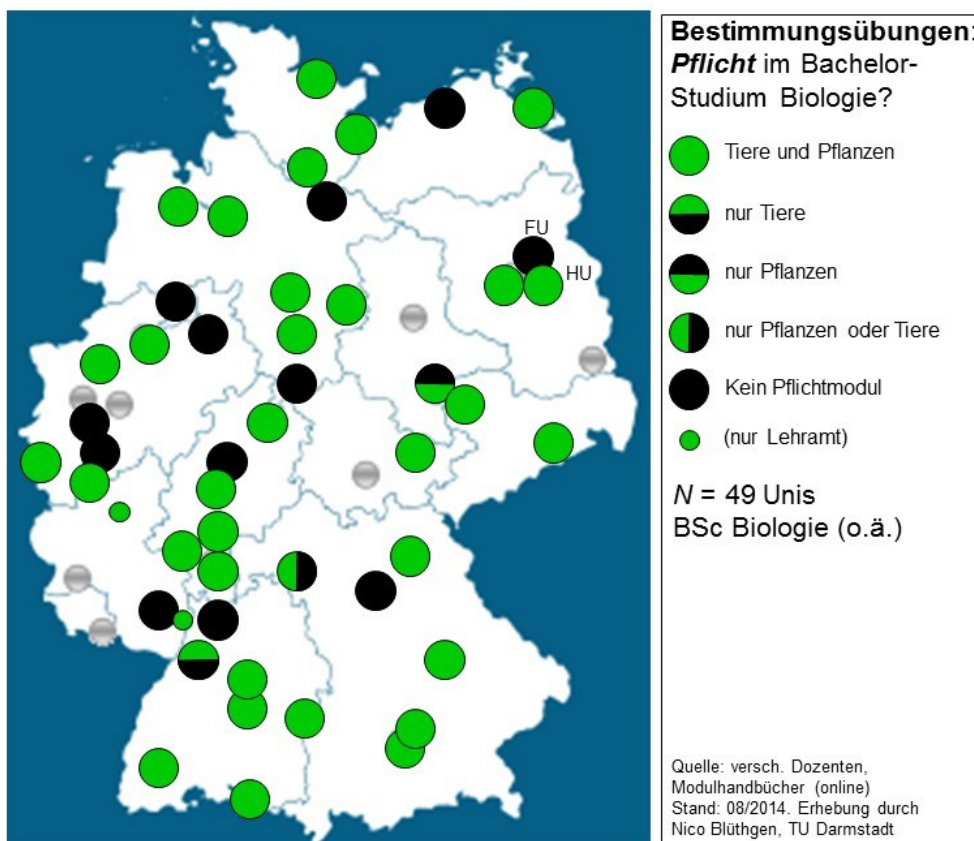 FU
HU
Bestimmungsübungen:
Pflicht im Bachelor-
Studium Biologie?
Tiere und Pflanzen
nur Tiere
nur Pflanzen
nur Pflanzen oder Tiere
Kein Pflichtmodul
(nur Lehramt)
N = 49 Unis
BSc Biologie (o.ä.)
Quelle: versch. Dozenten,
Modulhandbücher (online)
Stand: 08/2014. Erhebung durch
Nico Blüthgen, TU Darmstadt